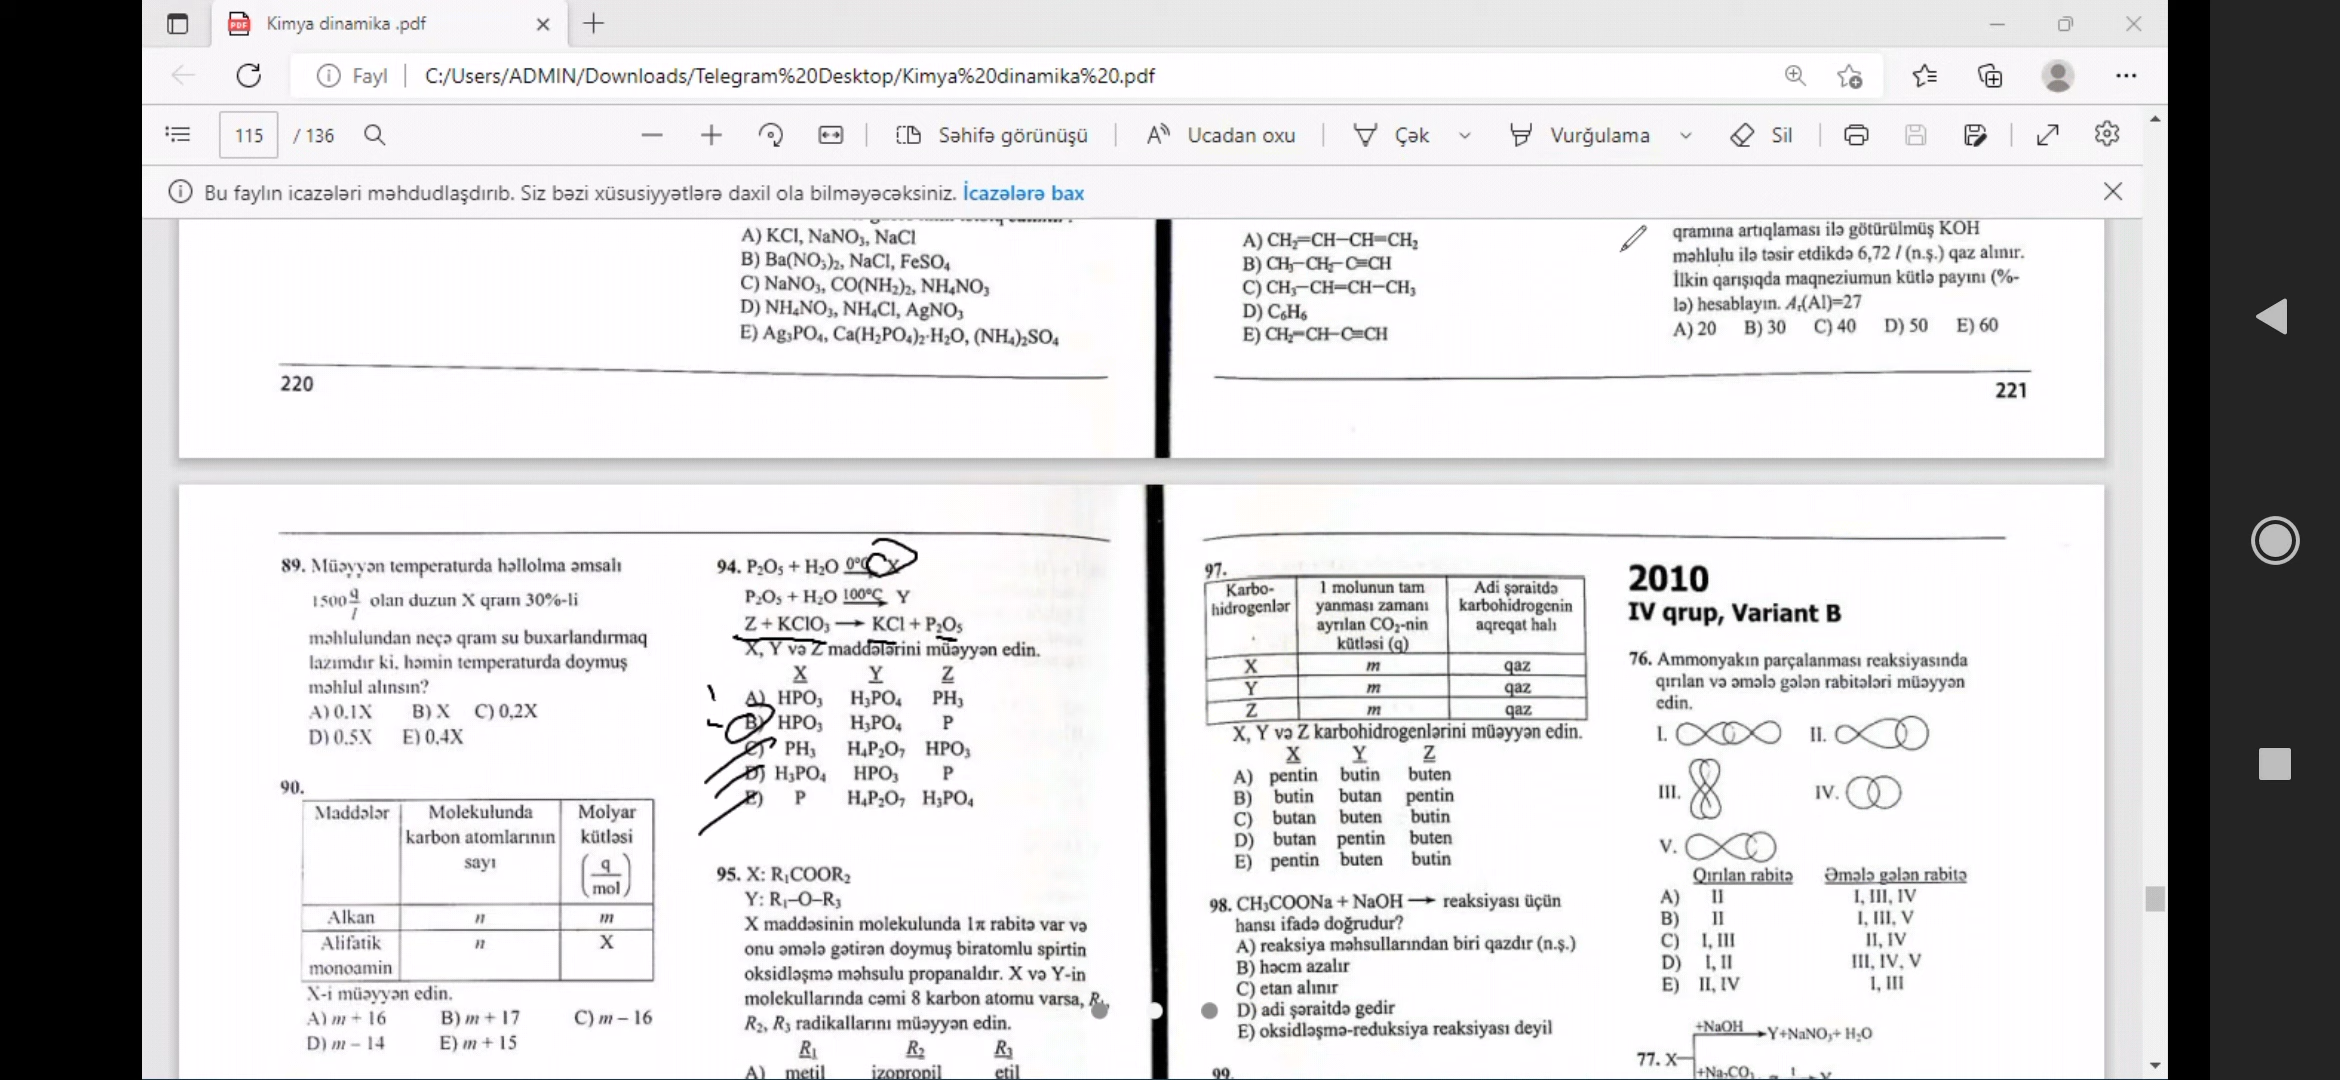 Kimya dinamika .pdf
Fayl
C:/Users/ADMIN/Downloads/Telegram%20Desktop/Kimya%20dinamika%20.pdf
115 / 136
Səhifə görünüşü
Ucadan oxu
Çək
Vurğulama
Sil
Bu faylın icazələri məhdudlaşdırıb. Siz bəzi xüsusiyyətlərə daxil ola bilməyəcəksiniz. İcazələrə bax
A) KCl, NaNO₃, NaCl
B) Ba(NO₃)₂, NaCl, FeSO₄
C) NaNO₃, CO(NH₂)₂, NH₄NO₃
D) NH₄NO₃, NH₄Cl, AgNO₃
E) Ag₃PO₄, Ca(H₂PO₄)₂·H₂O, (NH₄)₂SO₄
220
A) CH₂=CH–CH=CH₂
B) CH₃–CH₂–C≡CH
C) CH₃–CH=CH–CH₃
D) C₆H₆
E) CH₂=CH–C≡CH
qramına artıqlaması ilə götürülmüş KOH
məhlulu ilə təsir etdikdə 6,72 l (n.ş.) qaz alınır.
İlkin qarışıqda maqneziumun kütlə payını (%-
lə) hesablayın. Aᵣ(Al)=27
A) 20 B) 30 C) 40 D) 50 E) 60
221
89. Müəyyən temperaturda həllolma əmsalı
1500 q/l olan duzun X qram 30%-li
məhlulundan neçə qram su buxarlandırmaq
lazımdır ki, həmin temperaturda doymuş
məhlul alınsın?
A) 0,1X B) X C) 0,2X
D) 0,5X E) 0,4X
90.
Maddələr Molekulunda karbon atomlarının sayı Molyar kütləsi (q/mol)
Alkan n m
Alifatik monoamin n X
X-i müəyyən edin.
A) m + 16 B) m + 17 C) m – 16
D) m – 14 E) m + 15
94. P₂O₅ + H₂O 0°C X
P₂O₅ + H₂O 100°C Y
Z + KClO₃ → KCl + P₂O₅
X, Y və Z maddələrini müəyyən edin.
X Y Z
A) HPO₃ H₃PO₄ PH₃
B) HPO₃ H₃PO₄ P
C) PH₃ H₄P₂O₇ HPO₃
D) H₃PO₄ HPO₃ P
E) P H₄P₂O₇ H₃PO₄
95. X: R₁COOR₂
Y: R₁–O–R₃
X maddəsinin molekulunda 1π rabitə var və
onu əmələ gətirən doymuş biratomlu spirtin
oksidləşmə məhsulu propanaldır. X və Y-in
molekullarında cəmi 8 karbon atomu varsa, R₁,
R₂, R₃ radikallarını müəyyən edin.
R₁ R₂ R₃
A) metil izopropil etil
97.
Karbo-hidrogenlər 1 molunun tam yanması zamanı ayrılan CO₂-nin kütləsi (q) Adi şəraitdə karbohidrogenin aqreqat halı
X m qaz
Y m qaz
Z m qaz
X, Y və Z karbohidrogenlərini müəyyən edin.
X Y Z
A) pentin butin buten
B) butin butan pentin
C) butan buten butin
D) butan pentin buten
E) pentin buten butin
98. CH₃COONa + NaOH → reaksiyası üçün
hansı ifadə doğrudur?
A) reaksiya məhsullarından biri qazdır (n.ş.)
B) həcm azalır
C) etan alınır
D) adi şəraitdə gedir
E) oksidləşmə-reduksiya reaksiyası deyil
99.
2010
IV qrup, Variant B
76. Ammonyakın parçalanması reaksiyasında
qırılan və əmələ gələn rabitələri müəyyən
edin.
I. II.
III. IV.
V.
Qırılan rabitə Əmələ gələn rabitə
A) II I, III, IV
B) II I, III, V
C) I, III II, IV
D) I, II III, IV, V
E) II, IV I, III
+NaOH → Y+NaNO₃+ H₂O
77. X
+Na₂CO₃